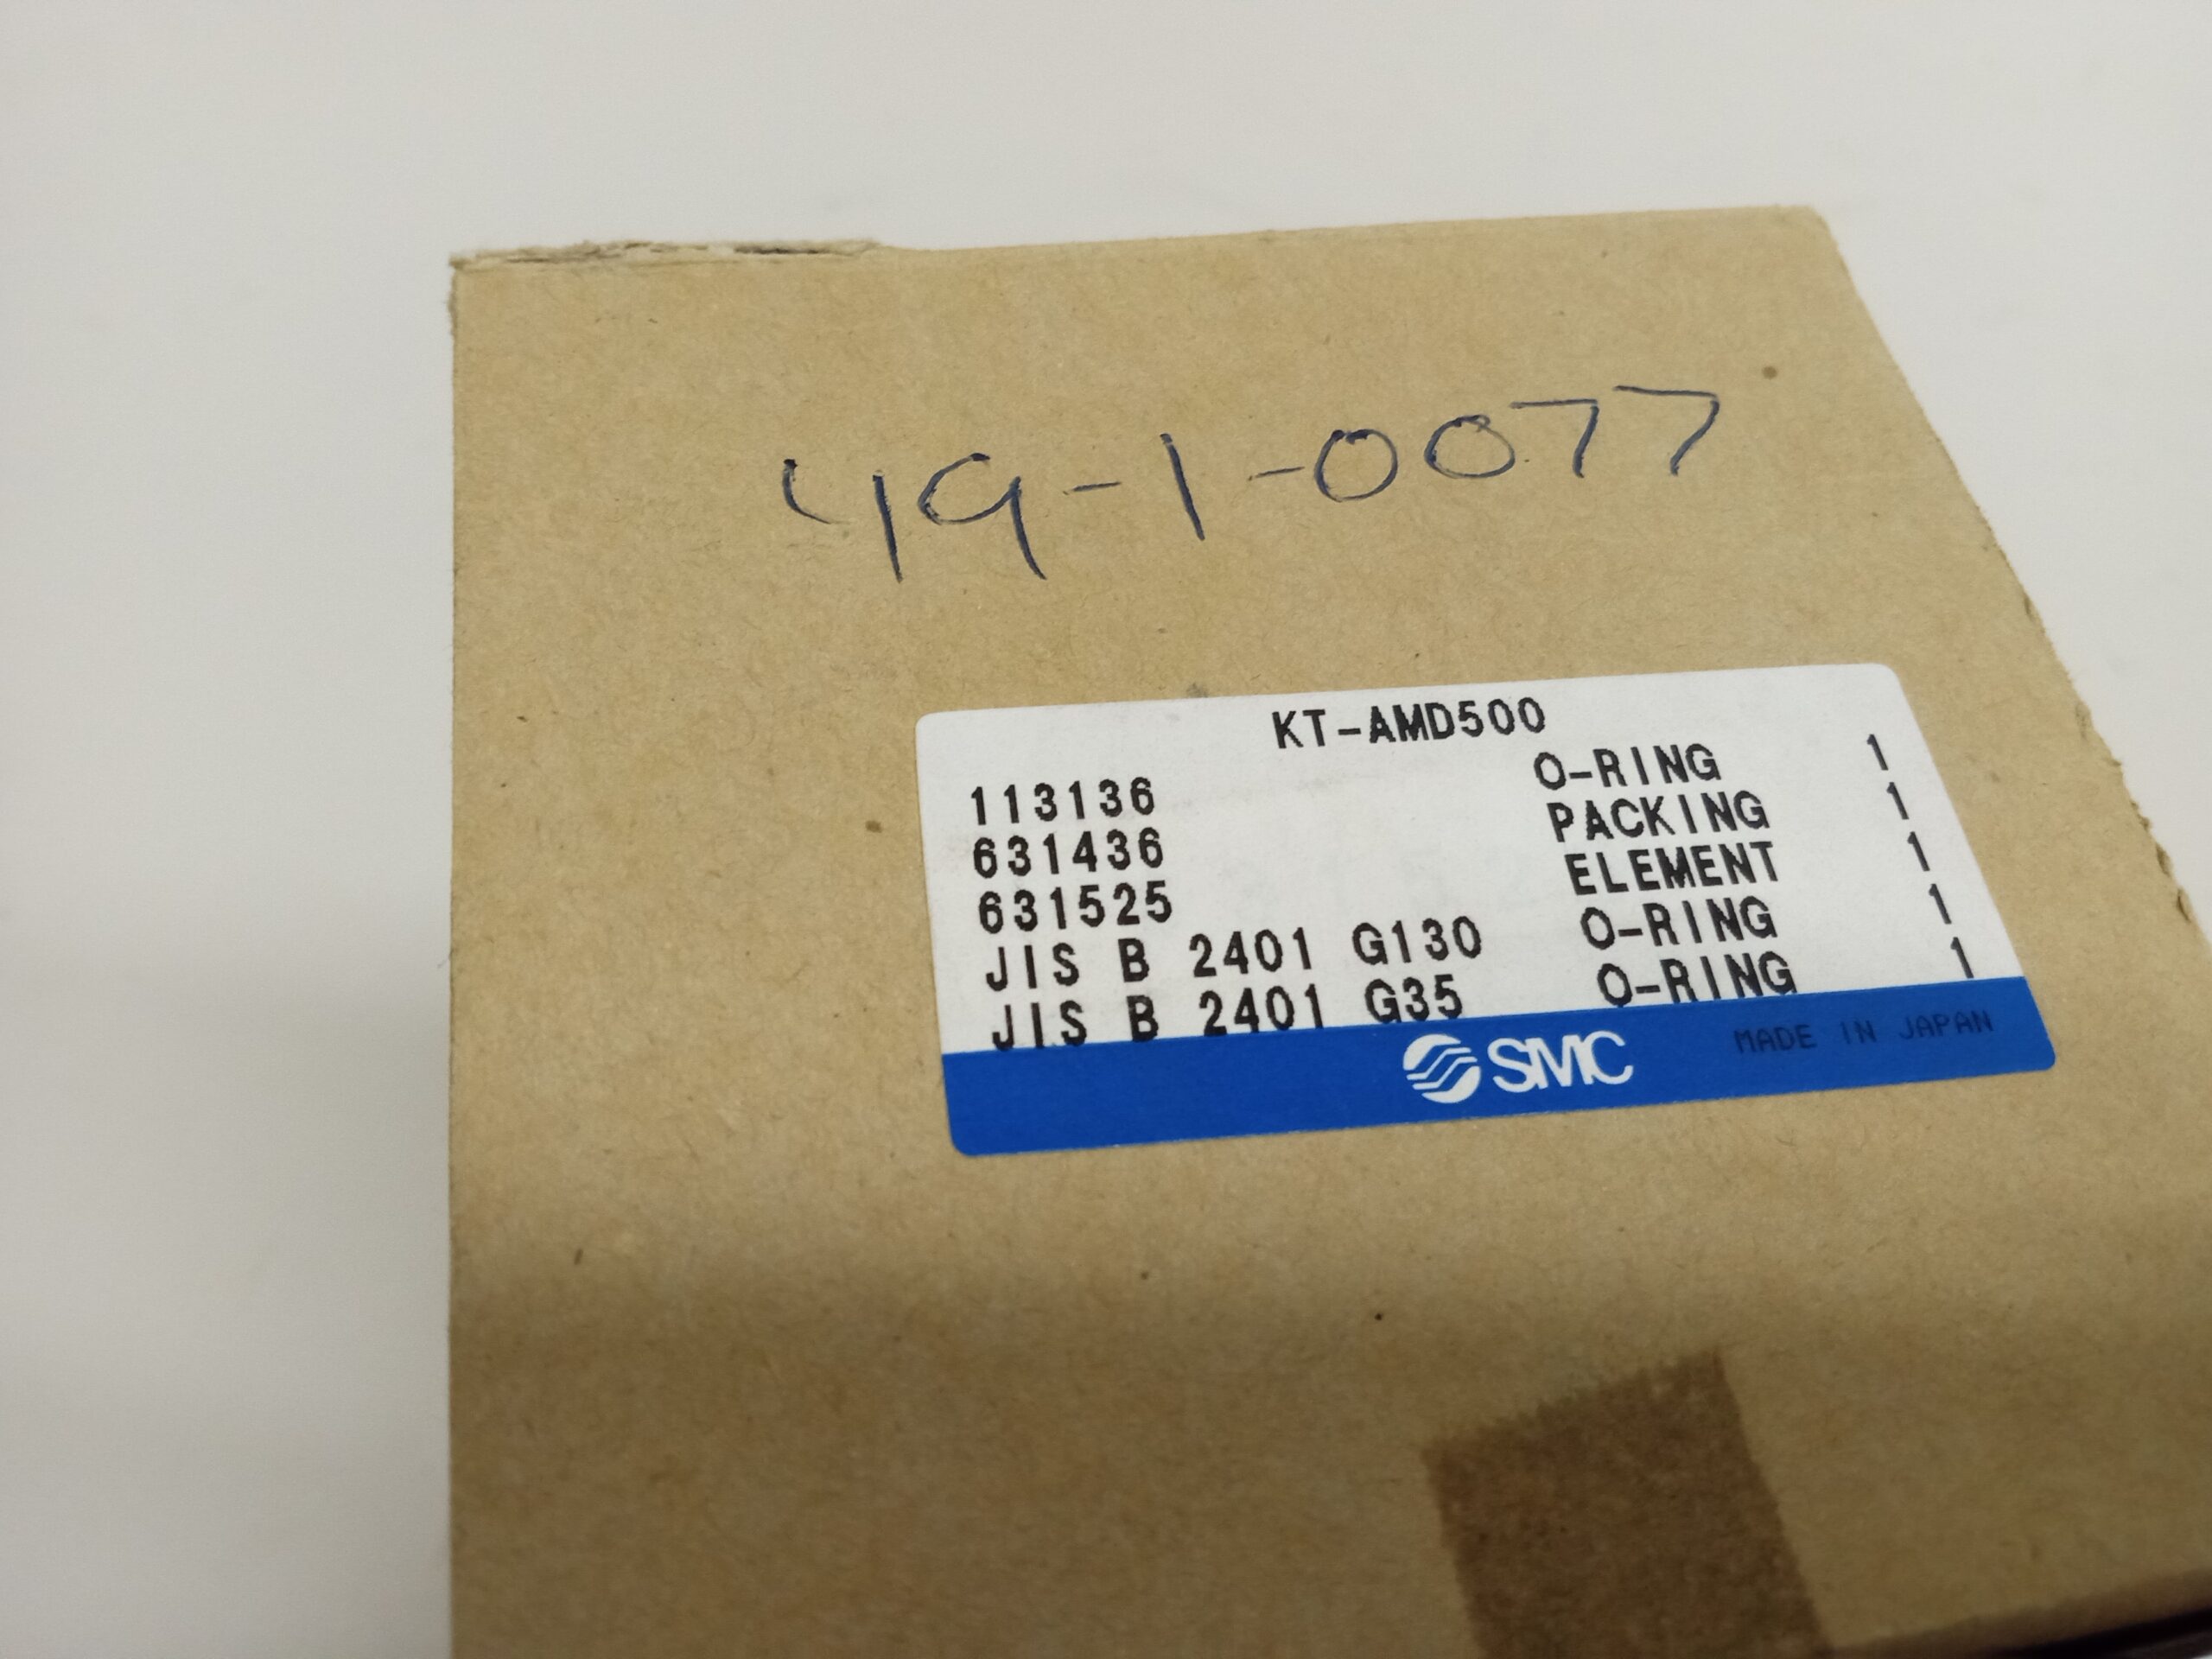 49-1-0077
KT-AMD500
113136 O-RING 1
631436 PACKING 1
631525 ELEMENT 1
JIS B 2401 G130 O-RING 1
JIS B 2401 G35 O-RING 1
SMC MADE IN JAPAN